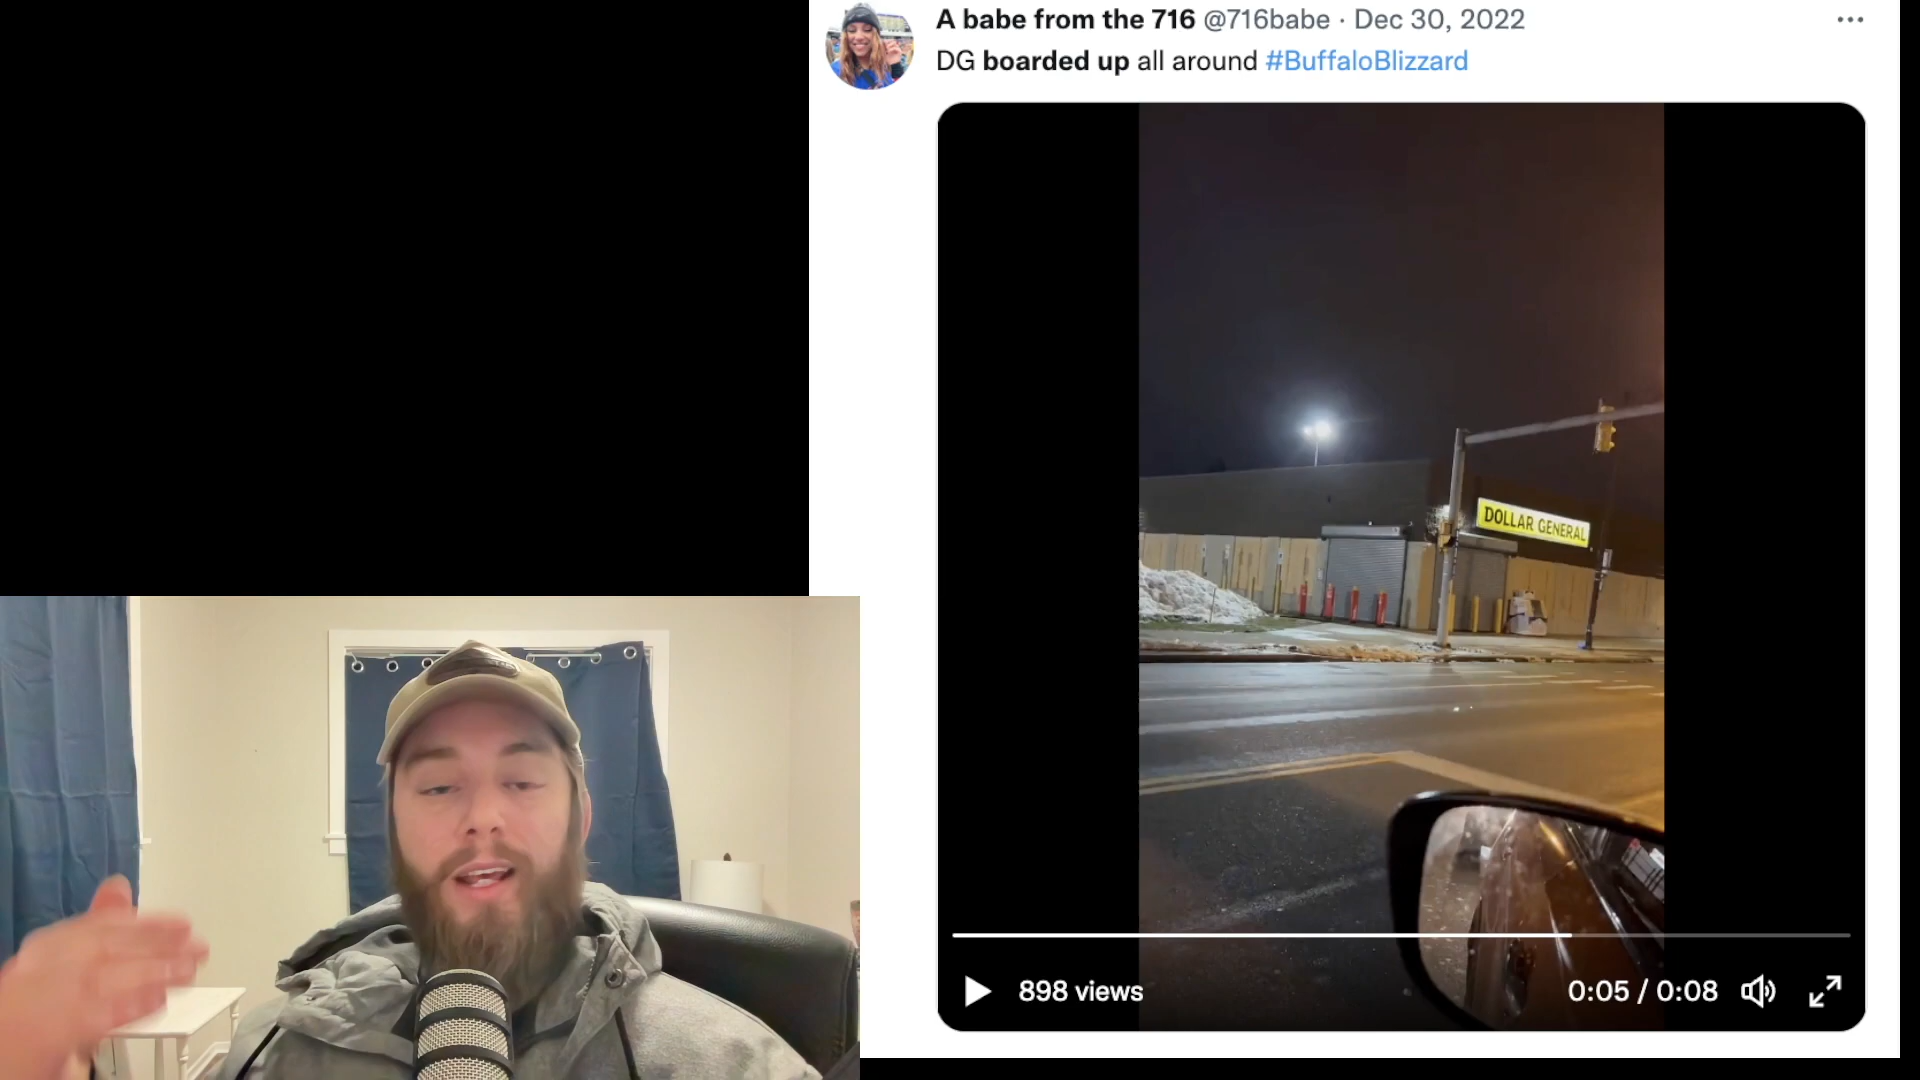 A babe from the 716 @716babe · Dec 30, 2022
DG boarded up all around #BuffaloBlizzard
DOLLAR GENERAL
898 views
0:05 / 0:08